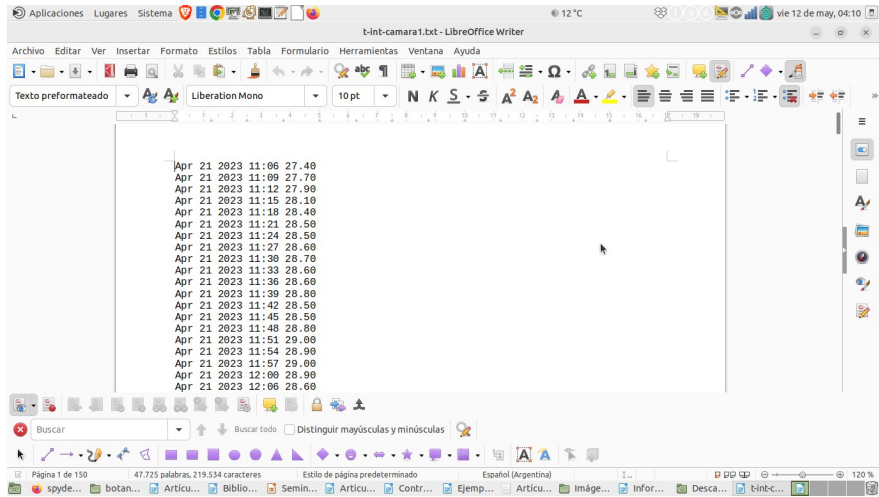 Aplicaciones Lugares Sistema 12 °C vie 12 de may, 04:10
t-int-camara1.txt - LibreOffice Writer
Archivo Editar Ver Insertar Formato Estilos Tabla Formulario Herramientas Ventana Ayuda
Texto preformateado Liberation Mono 10 pt N K S S A² A₂ A A
Apr 21 2023 11:06 27.40
Apr 21 2023 11:09 27.70
Apr 21 2023 11:12 27.90
Apr 21 2023 11:15 28.10
Apr 21 2023 11:18 28.40
Apr 21 2023 11:21 28.50
Apr 21 2023 11:24 28.50
Apr 21 2023 11:27 28.60
Apr 21 2023 11:30 28.70
Apr 21 2023 11:33 28.60
Apr 21 2023 11:36 28.60
Apr 21 2023 11:39 28.80
Apr 21 2023 11:42 28.50
Apr 21 2023 11:45 28.50
Apr 21 2023 11:48 28.80
Apr 21 2023 11:51 29.00
Apr 21 2023 11:54 28.90
Apr 21 2023 11:57 29.00
Apr 21 2023 12:00 28.90
Apr 21 2023 12:06 28.60
Buscar Buscar todo Distinguir mayúsculas y minúsculas
Página 1 de 150 47.725 palabras, 219.534 caracteres Estilo de página predeterminado Español (Argentina) 120 %
spyde... botan... Artícu... Biblio... Semin... Artícu... Contr... Ejemp... Artícu... Imáge... Infor... Desca... t-int-c...